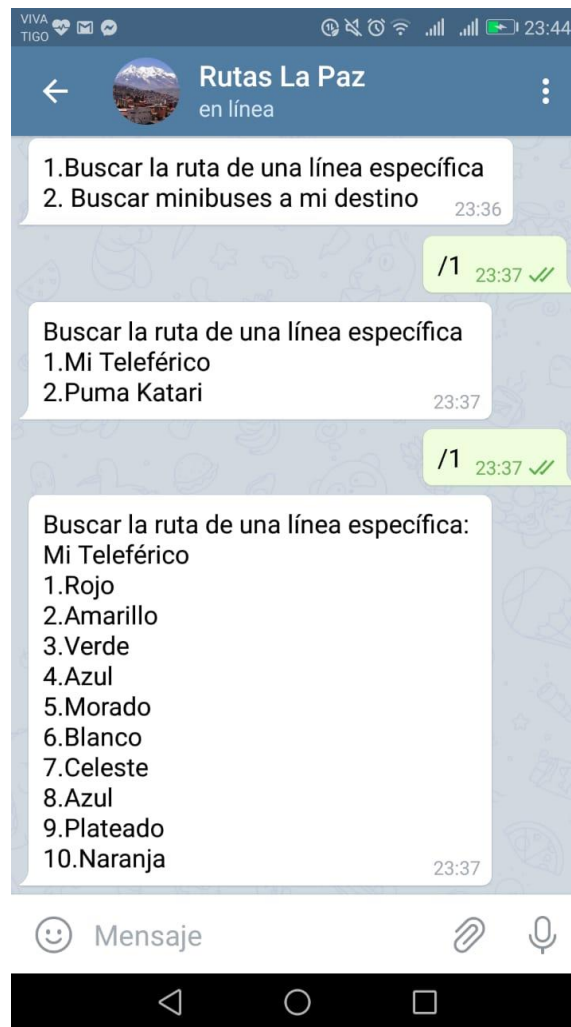 VIVA
TIGO
23:44
Rutas La Paz
en línea
1.Buscar la ruta de una línea específica
2. Buscar minibuses a mi destino
23:36
/1 23:37
Buscar la ruta de una línea específica
1.Mi Teleférico
2.Puma Katari
23:37
/1 23:37
Buscar la ruta de una línea específica:
Mi Teleférico
1.Rojo
2.Amarillo
3.Verde
4.Azul
5.Morado
6.Blanco
7.Celeste
8.Azul
9.Plateado
10.Naranja
23:37
Mensaje